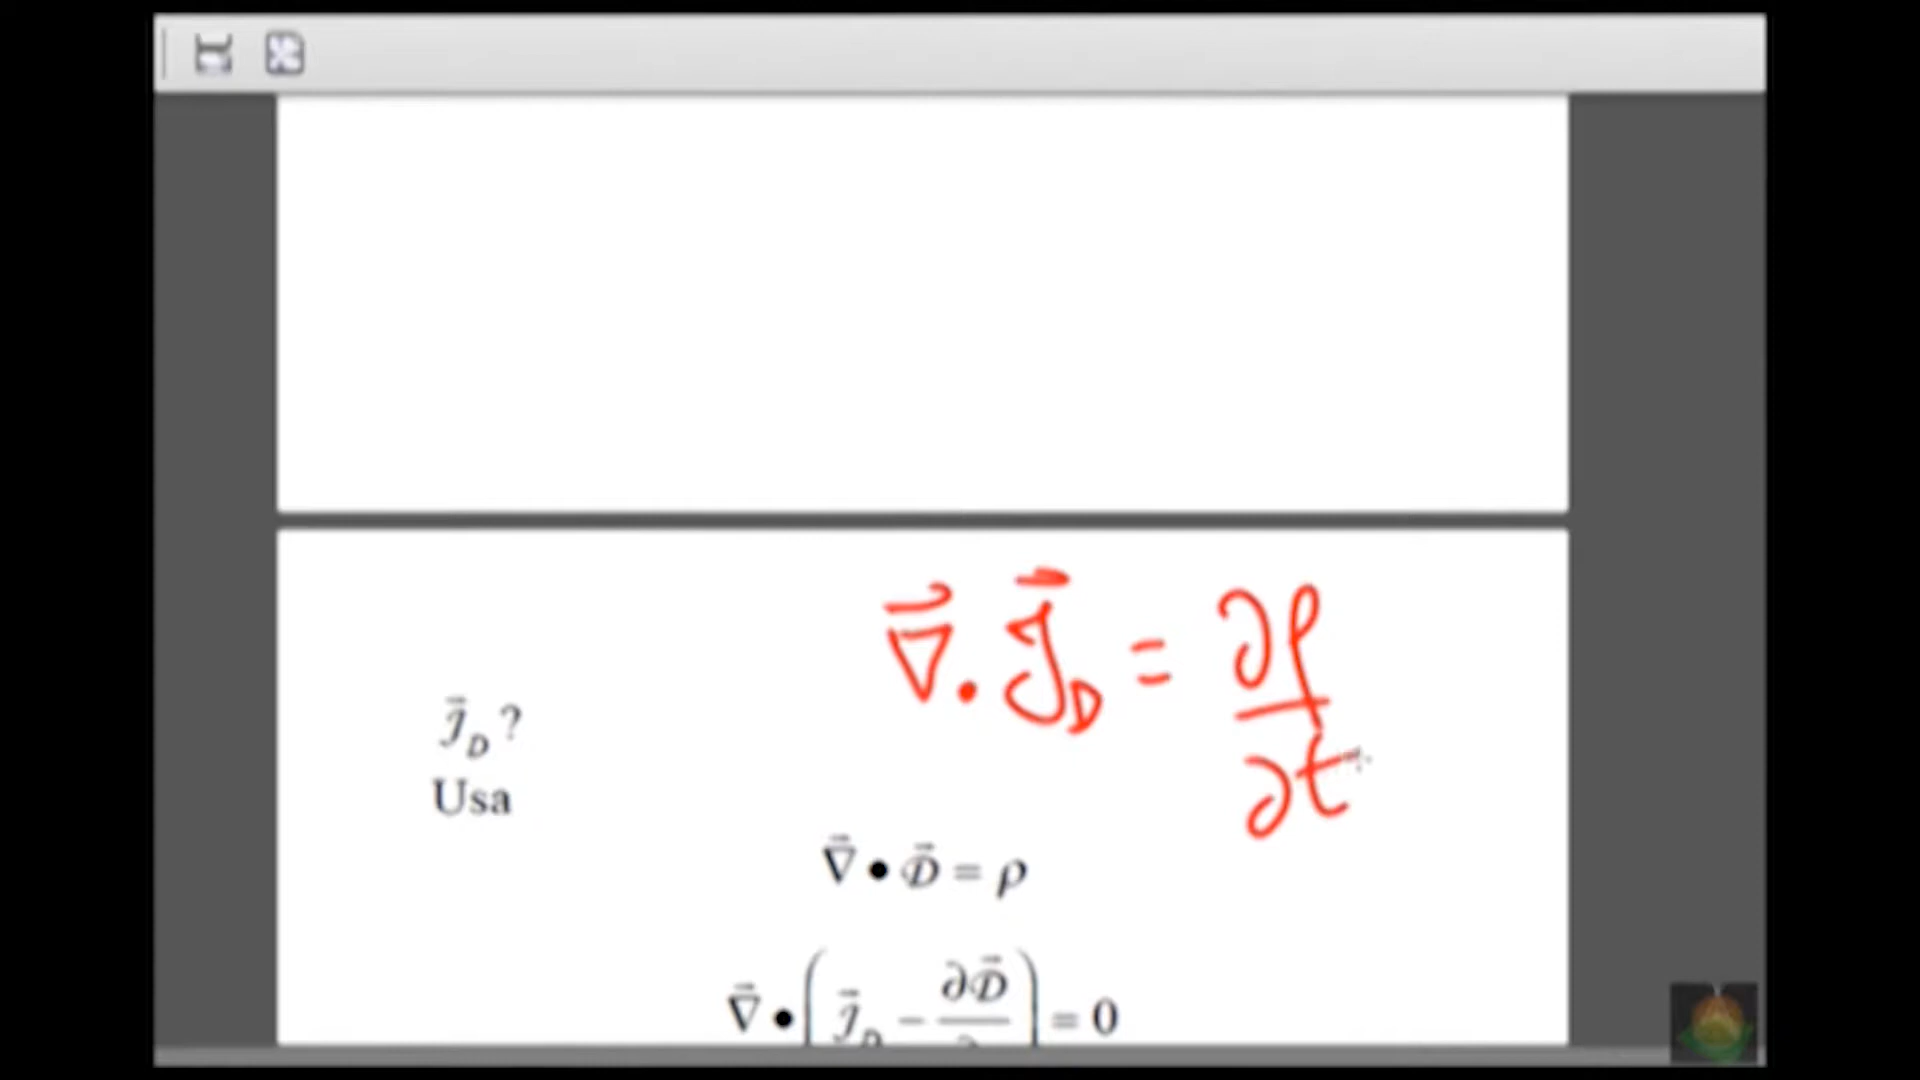 ∇⃗ · J⃗_D = ∂ρ/∂t
J⃗_D ?
Usa
∇⃗ • D⃗ = ρ
∇⃗ • ( J⃗_D − ∂D⃗/∂ ) = 0